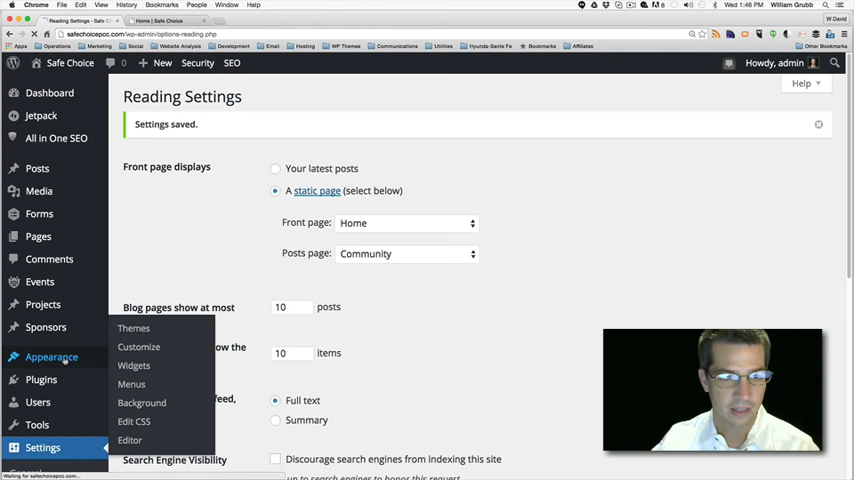 Chrome File Edit View History Bookmarks People Window Help
Wed 1:46 PM William Grubb
Reading Settings ‹ Safe C
Home | Safe Choice
W David
safechoicepcc.com/wp-admin/options-reading.php
Apps Operations Marketing Social Website Analysis Development Email Hosting WP Themes Communications Utilities Hyundai-Sante Fe Bookmarks Affiliates
Other Bookmarks
Safe Choice 0 New Security SEO
Howdy, admin
Help
Dashboard
Jetpack
All in One SEO
Posts
Media
Forms
Pages
Comments
Events
Projects
Sponsors
Appearance
Plugins
Users
Tools
Settings
Themes
Customize
Widgets
Menus
Background
Edit CSS
Editor
Reading Settings
Settings saved.
Front page displays
Your latest posts
A static page (select below)
Front page: Home
Posts page: Community
Blog pages show at most 10 posts
ow the 10 items
feed, Full text
Summary
Search Engine Visibility Discourage search engines from indexing this site
up to search engines to honor this request.
Waiting for safechoicepcc.com...